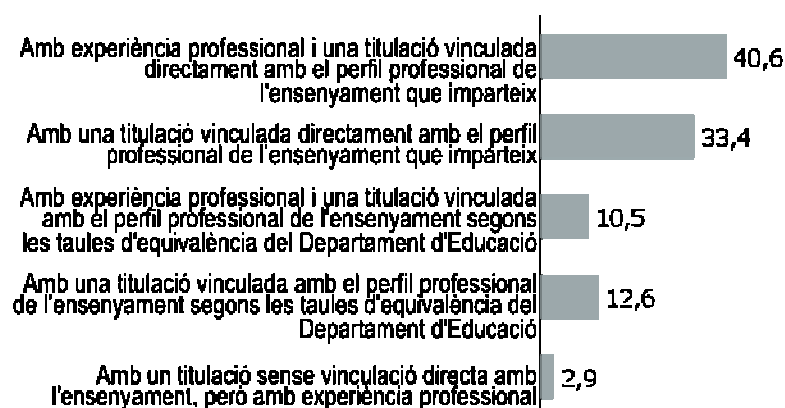 Amb experiència professional i una titulació vinculada
directament amb el perfil professional de
l'ensenyament que imparteix
40,6
Amb una titulació vinculada directament amb el perfil
professional de l'ensenyament que imparteix
33,4
Amb experiència professional i una titulació vinculada
amb el perfil professional de l'ensenyament segons
les taules d'equivalència del Departament d'Educació
10,5
Amb una titulació vinculada amb el perfil professional
de l'ensenyament segons les taules d'equivalència del
Departament d'Educació
12,6
Amb un titulació sense vinculació directa amb
l'ensenyament, però amb experiència professional
2,9